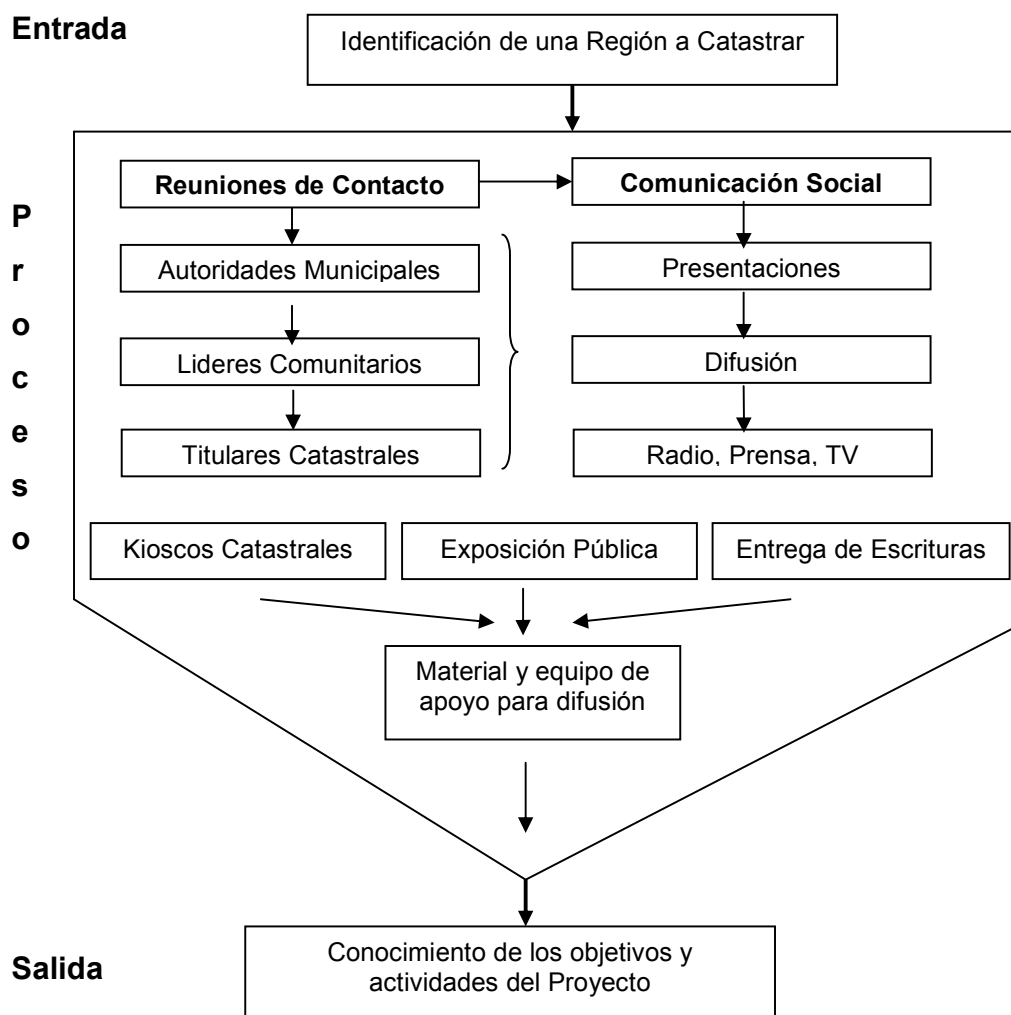 Entrada
Identificación de una Región a Catastrar
Proceso
Reuniones de Contacto
Comunicación Social
Autoridades Municipales
Presentaciones
Lideres Comunitarios
Difusión
Titulares Catastrales
Radio, Prensa, TV
Kioscos Catastrales
Exposición Pública
Entrega de Escrituras
Material y equipo de
apoyo para difusión
Salida
Conocimiento de los objetivos y
actividades del Proyecto